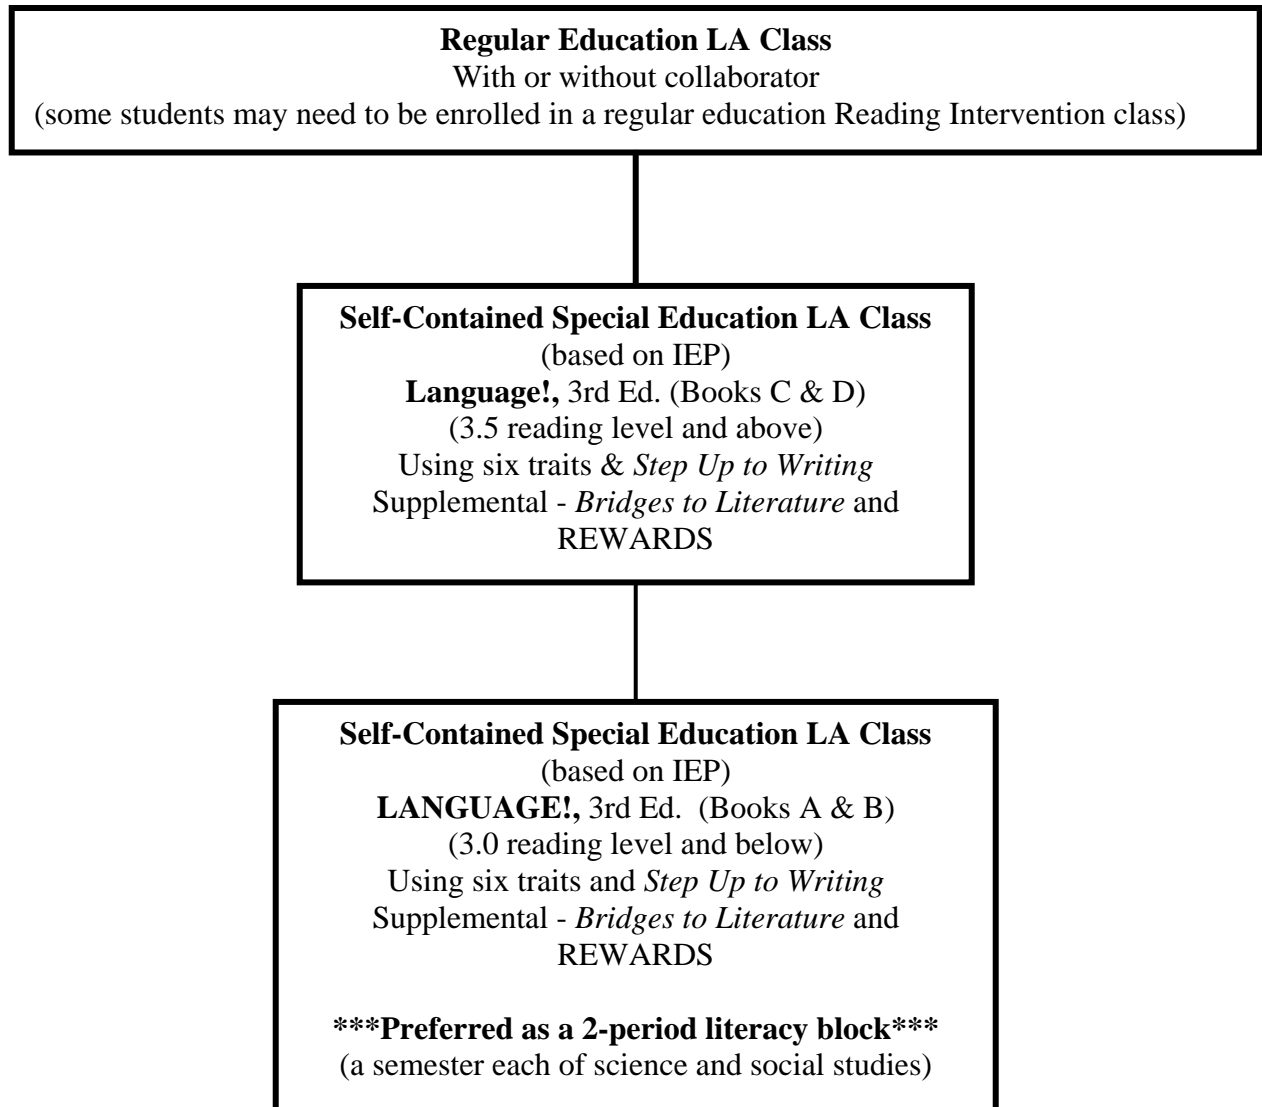 Regular Education LA Class
With or without collaborator
(some students may need to be enrolled in a regular education Reading Intervention class)
Self-Contained Special Education LA Class
(based on IEP)
Language!, 3rd Ed. (Books C & D)
(3.5 reading level and above)
Using six traits & Step Up to Writing
Supplemental - Bridges to Literature and
REWARDS
Self-Contained Special Education LA Class
(based on IEP)
LANGUAGE!, 3rd Ed.  (Books A & B)
(3.0 reading level and below)
Using six traits and Step Up to Writing
Supplemental - Bridges to Literature and
REWARDS
***Preferred as a 2-period literacy block***
(a semester each of science and social studies)